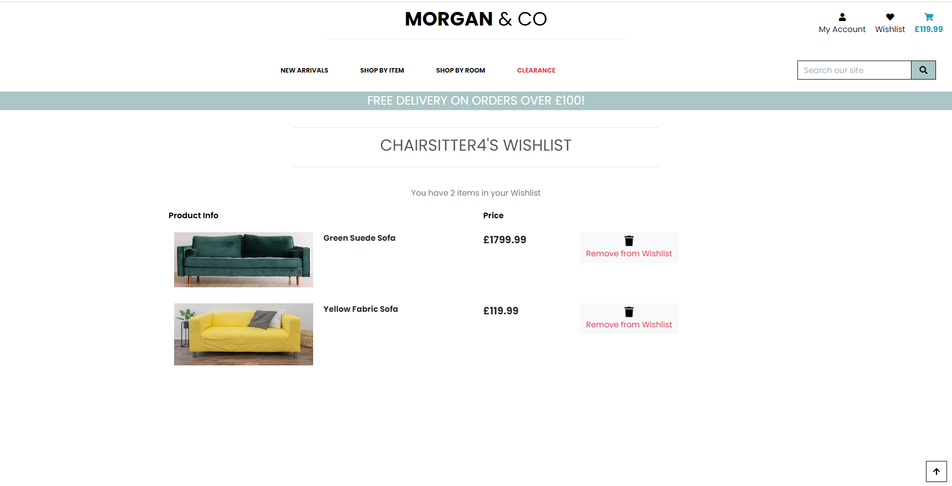 MORGAN & CO
My Account
Wishlist
£119.99
NEW ARRIVALS
SHOP BY ITEM
SHOP BY ROOM
CLEARANCE
Search our site
FREE DELIVERY ON ORDERS OVER £100!
CHAIRSITTER4'S WISHLIST
You have 2 items in your Wishlist
Product Info
Price
Green Suede Sofa
£1799.99
Remove from Wishlist
Yellow Fabric Sofa
£119.99
Remove from Wishlist